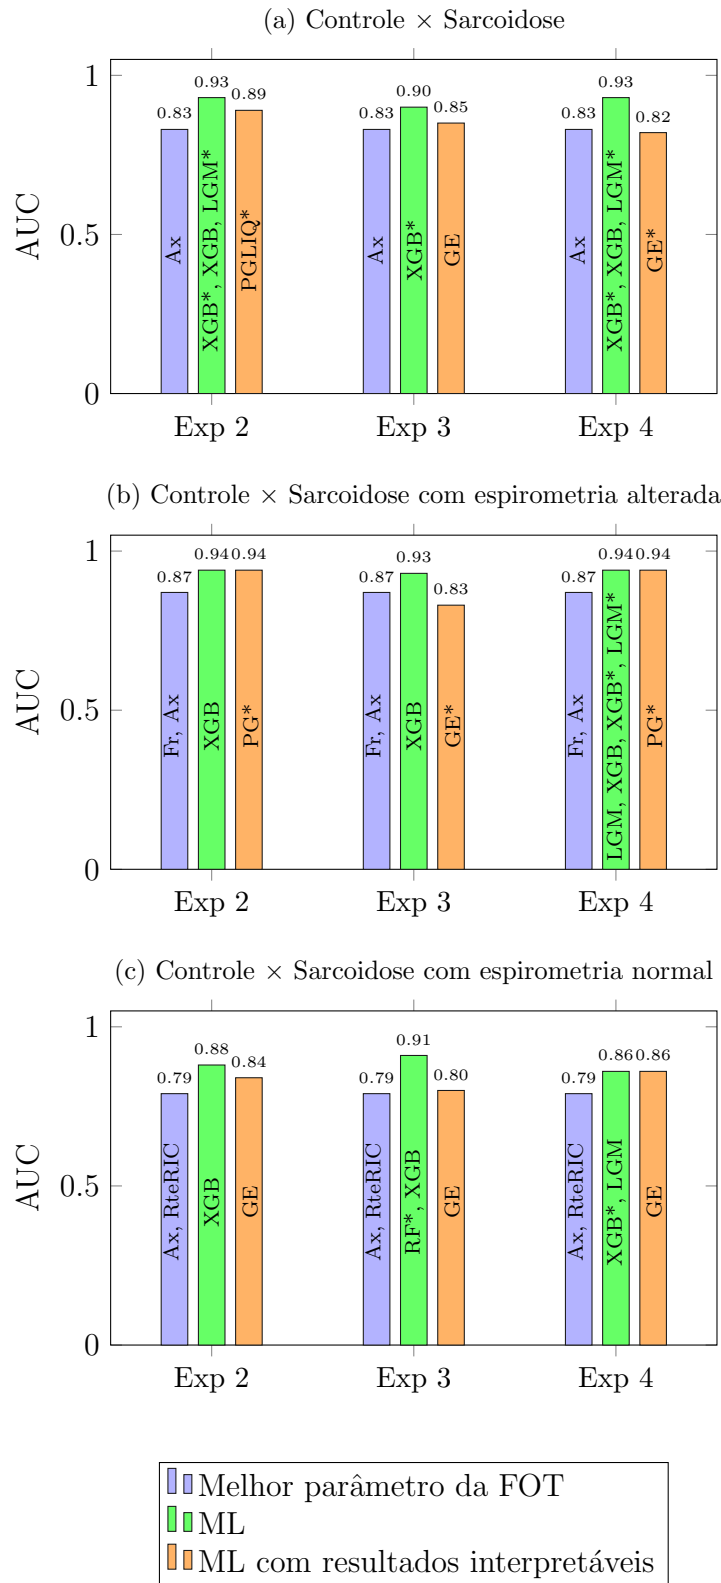 (a) Controle × Sarcoidose
1
0.5
0
AUC
0.83 0.93 0.89 0.83 0.90 0.85 0.83 0.93 0.82
Ax
XGB*, XGB, LGM*
PGLIQ*
Ax
XGB*
GE
Ax
XGB*, XGB, LGM*
GE*
Exp 2 Exp 3 Exp 4
(b) Controle × Sarcoidose com espirometria alterada
1
0.5
0
AUC
0.87 0.94 0.94 0.87 0.93 0.83 0.87 0.94 0.94
Fr, Ax
XGB
PG*
Fr, Ax
XGB
GE*
Fr, Ax
LGM, XGB, XGB*, LGM*
PG*
Exp 2 Exp 3 Exp 4
(c) Controle × Sarcoidose com espirometria normal
1
0.5
0
AUC
0.79 0.88 0.84 0.79 0.91 0.80 0.79 0.86 0.86
Ax, RteRIC
XGB
GE
Ax, RteRIC
RF*, XGB
GE
Ax, RteRIC
XGB*, LGM
GE
Exp 2 Exp 3 Exp 4
Melhor parâmetro da FOT
ML
ML com resultados interpretáveis